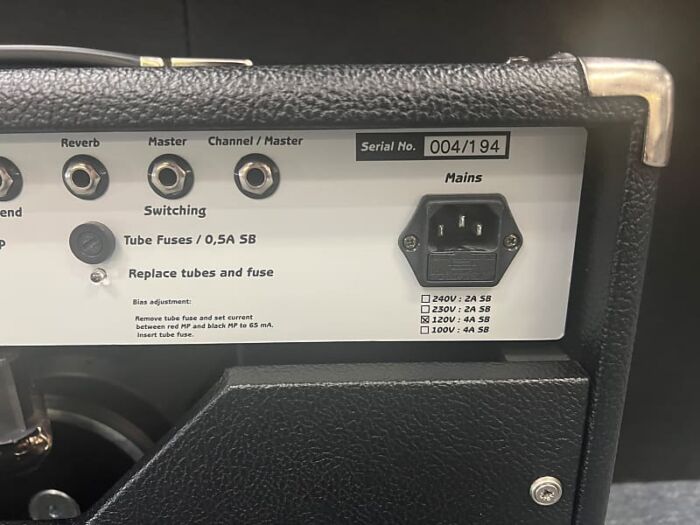 Reverb
Master
Channel / Master
Serial No. 004/194
Mains
end
Switching
P
Tube Fuses / 0,5A SB
Replace tubes and fuse
Bias adjustment:
Remove tube fuse and set current
between red MP and black MP to 65 mA.
Insert tube fuse.
240V : 2A SB
230V : 2A SB
120V : 4A SB
100V : 4A SB